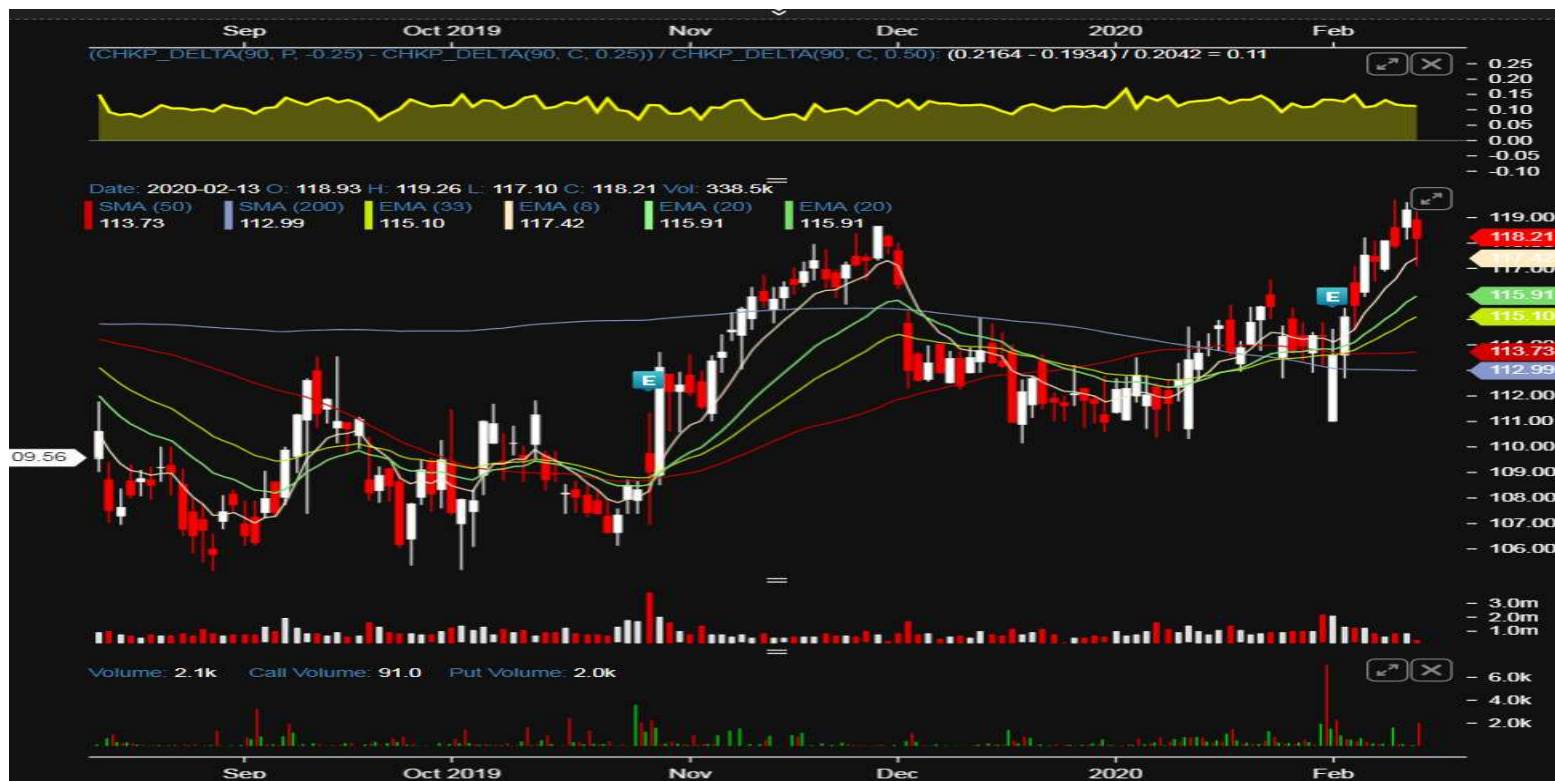 Sep Oct 2019 Nov Dec 2020 Feb
(CHKP_DELTA(90, P, -0.25) - CHKP_DELTA(90, C, 0.25)) / CHKP_DELTA(90, C, 0.50): (0.2164 - 0.1934) / 0.2042 = 0.11
0.25
0.20
0.15
0.10
0.05
0.00
-0.05
-0.10
Date: 2020-02-13 O: 118.93 H: 119.26 L: 117.10 C: 118.21 Vol: 338.5k
SMA (50) SMA (200) EMA (33) EMA (8) EMA (20) EMA (20)
113.73 112.99 115.10 117.42 115.91 115.91
119.00
118.21
117.42
117.00
E
115.91
E
115.10
113.73
112.99
112.00
111.00
110.00
09.56
109.00
108.00
107.00
106.00
3.0m
2.0m
1.0m
Volume: 2.1k Call Volume: 91.0 Put Volume: 2.0k
6.0k
4.0k
2.0k
Sep Oct 2019 Nov Dec 2020 Feb